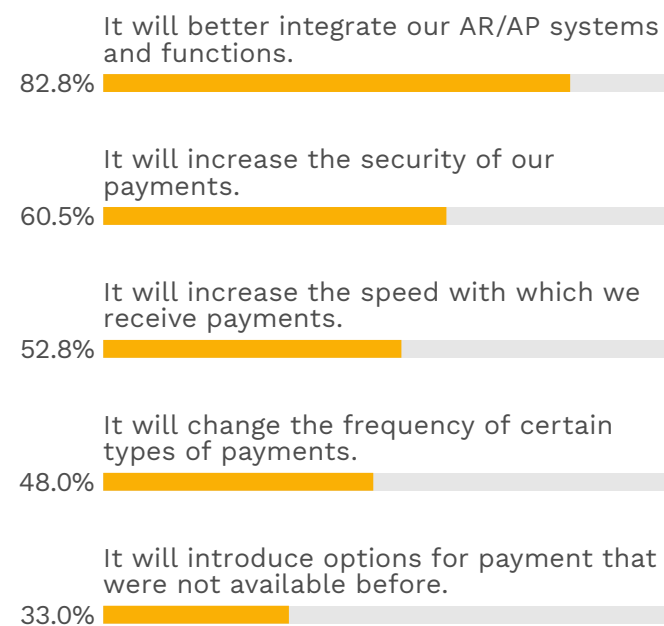 It will better integrate our AR/AP systems
and functions.
82.8%
It will increase the security of our
payments.
60.5%
It will increase the speed with which we
receive payments.
52.8%
It will change the frequency of certain
types of payments.
48.0%
It will introduce options for payment that
were not available before.
33.0%